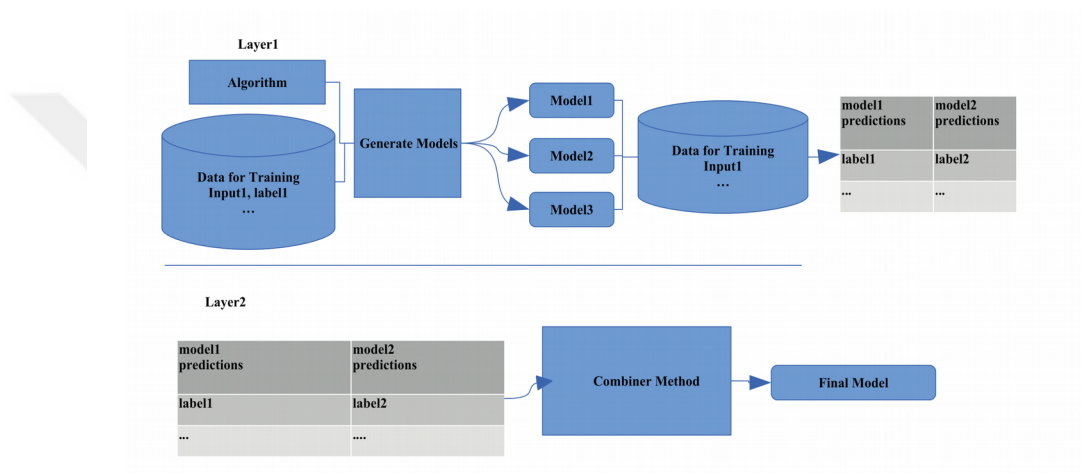 Layer1
Algorithm
Data for Training
Input1, label1
…
Generate Models
Model1
Model2
Model3
Data for Training
Input1
…
model1 predictions
model2 predictions
label1
label2
...
...
Layer2
model1 predictions
model2 predictions
label1
label2
...
....
Combiner Method
Final Model